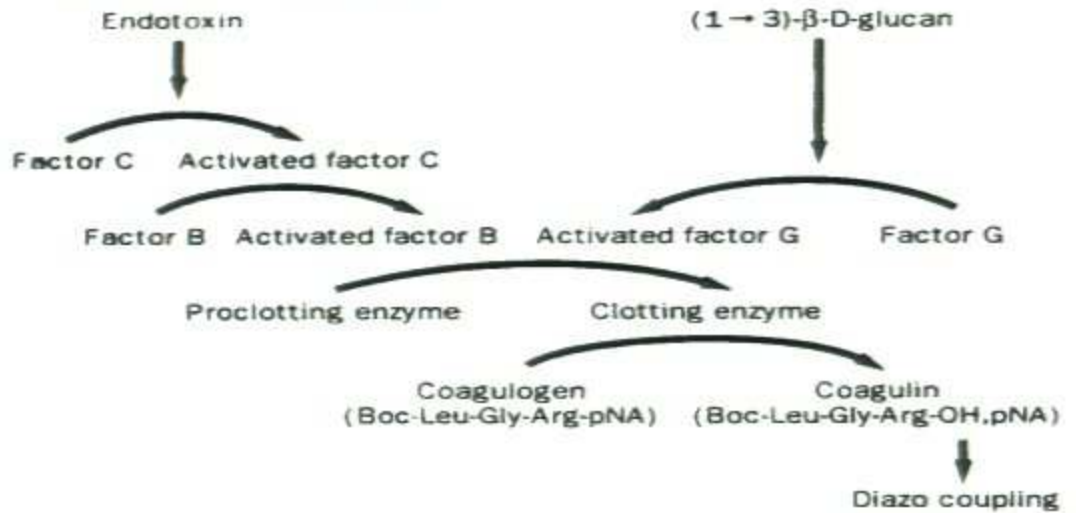 Endotoxin
(1→3)-β-D-glucan
Factor C
Activated factor C
Factor B
Activated factor B
Activated factor G
Factor G
Proclotting enzyme
Clotting enzyme
Coagulogen
(Boc-Leu-Gly-Arg-pNA)
Coagulin
(Boc-Leu-Gly-Arg-OH,pNA)
Diazo coupling